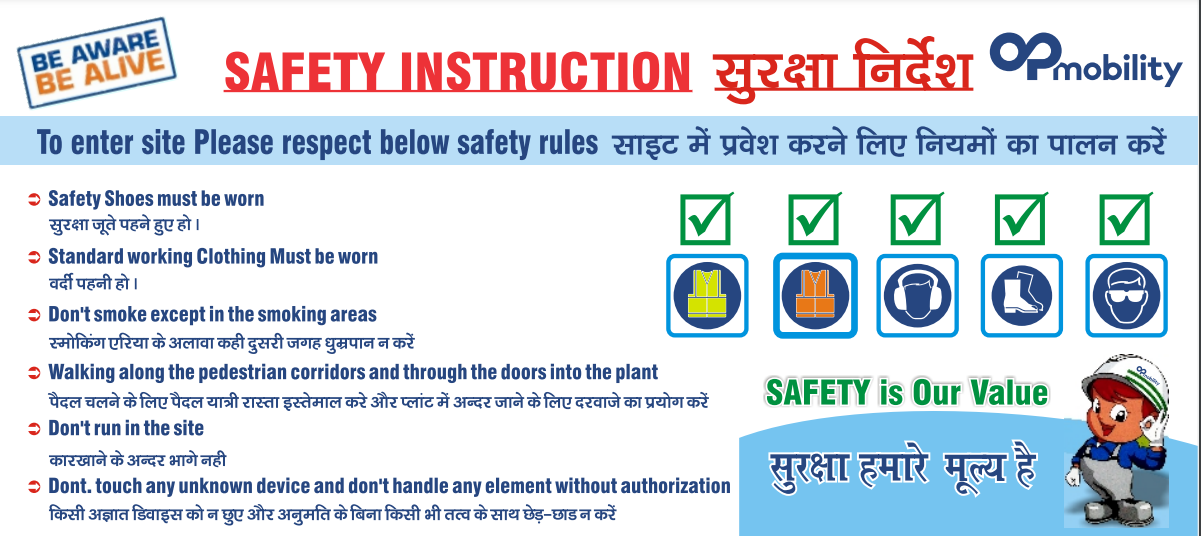 BE AWARE
BE ALIVE
SAFETY INSTRUCTION सुरक्षा निर्देश
OPmobility
To enter site Please respect below safety rules साइट में प्रवेश करने लिए नियमों का पालन करें
Safety Shoes must be worn
सुरक्षा जूते पहने हुए हो ।
Standard working Clothing Must be worn
वर्दी पहनी हो ।
Don't smoke except in the smoking areas
स्मोकिंग एरिया के अलावा कही दुसरी जगह घुम्रपान न करें
Walking along the pedestrian corridors and through the doors into the plant
पैदल चलने के लिए पैदल यात्री रास्ता इस्तेमाल करे और प्लांट में अन्दर जाने के लिए दरवाजे का प्रयोग करें
Don't run in the site
कारखाने के अन्दर भागे नही
Dont. touch any unknown device and don't handle any element without authorization
किसी अज्ञात डिवाइस को न छुए और अनुमति के बिना किसी भी तत्व के साथ छेड़-छाड न करें
SAFETY is Our Value
सुरक्षा हमारे मूल्य है
OPmobility